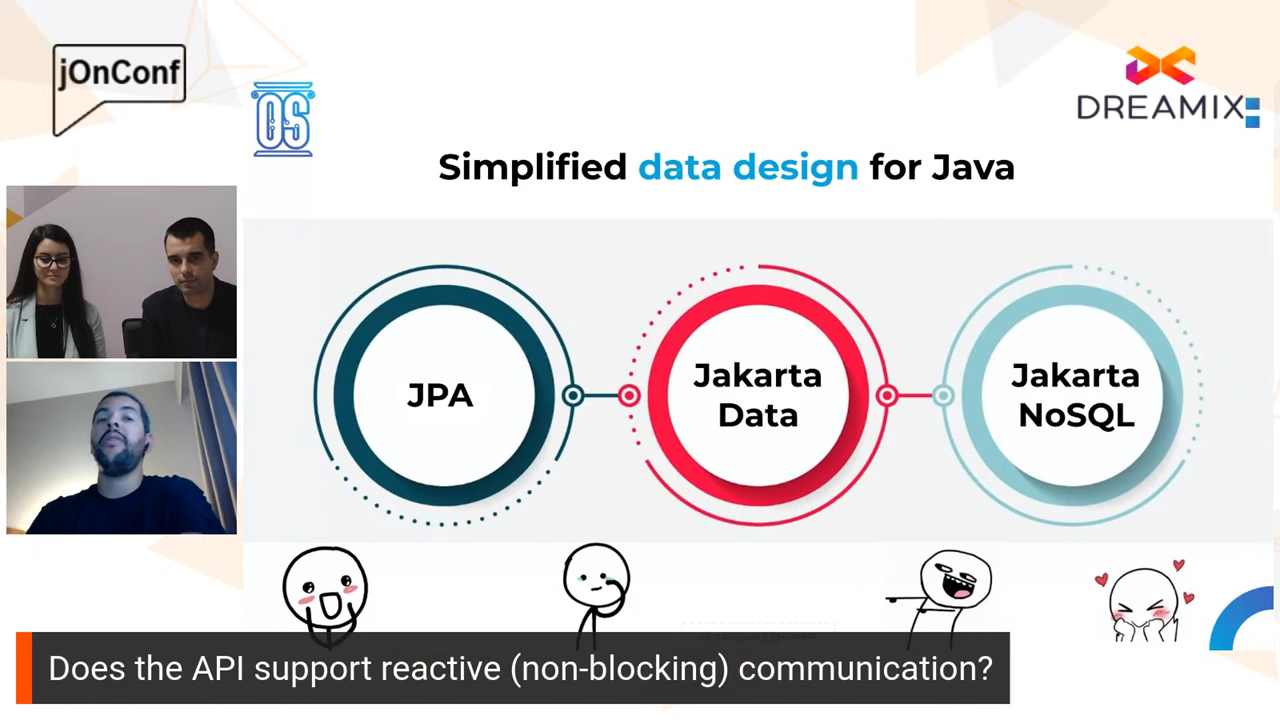 jOnConf
OS
DREAMIX
Simplified data design for Java
JPA
Jakarta
Data
Jakarta
NoSQL
Does the API support reactive (non-blocking) communication?